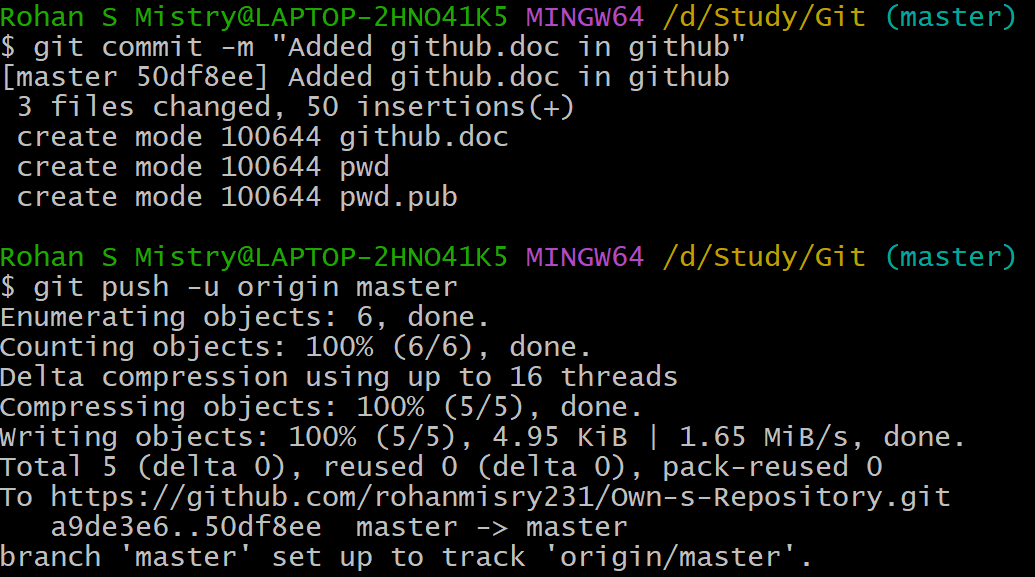 Rohan S Mistry@LAPTOP-2HNO41K5 MINGW64 /d/Study/Git (master)
$ git commit -m "Added github.doc in github"
[master 50df8ee] Added github.doc in github
 3 files changed, 50 insertions(+)
 create mode 100644 github.doc
 create mode 100644 pwd
 create mode 100644 pwd.pub

Rohan S Mistry@LAPTOP-2HNO41K5 MINGW64 /d/Study/Git (master)
$ git push -u origin master
Enumerating objects: 6, done.
Counting objects: 100% (6/6), done.
Delta compression using up to 16 threads
Compressing objects: 100% (5/5), done.
Writing objects: 100% (5/5), 4.95 KiB | 1.65 MiB/s, done.
Total 5 (delta 0), reused 0 (delta 0), pack-reused 0
To https://github.com/rohanmisry231/Own-s-Repository.git
   a9de3e6..50df8ee  master -> master
branch 'master' set up to track 'origin/master'.